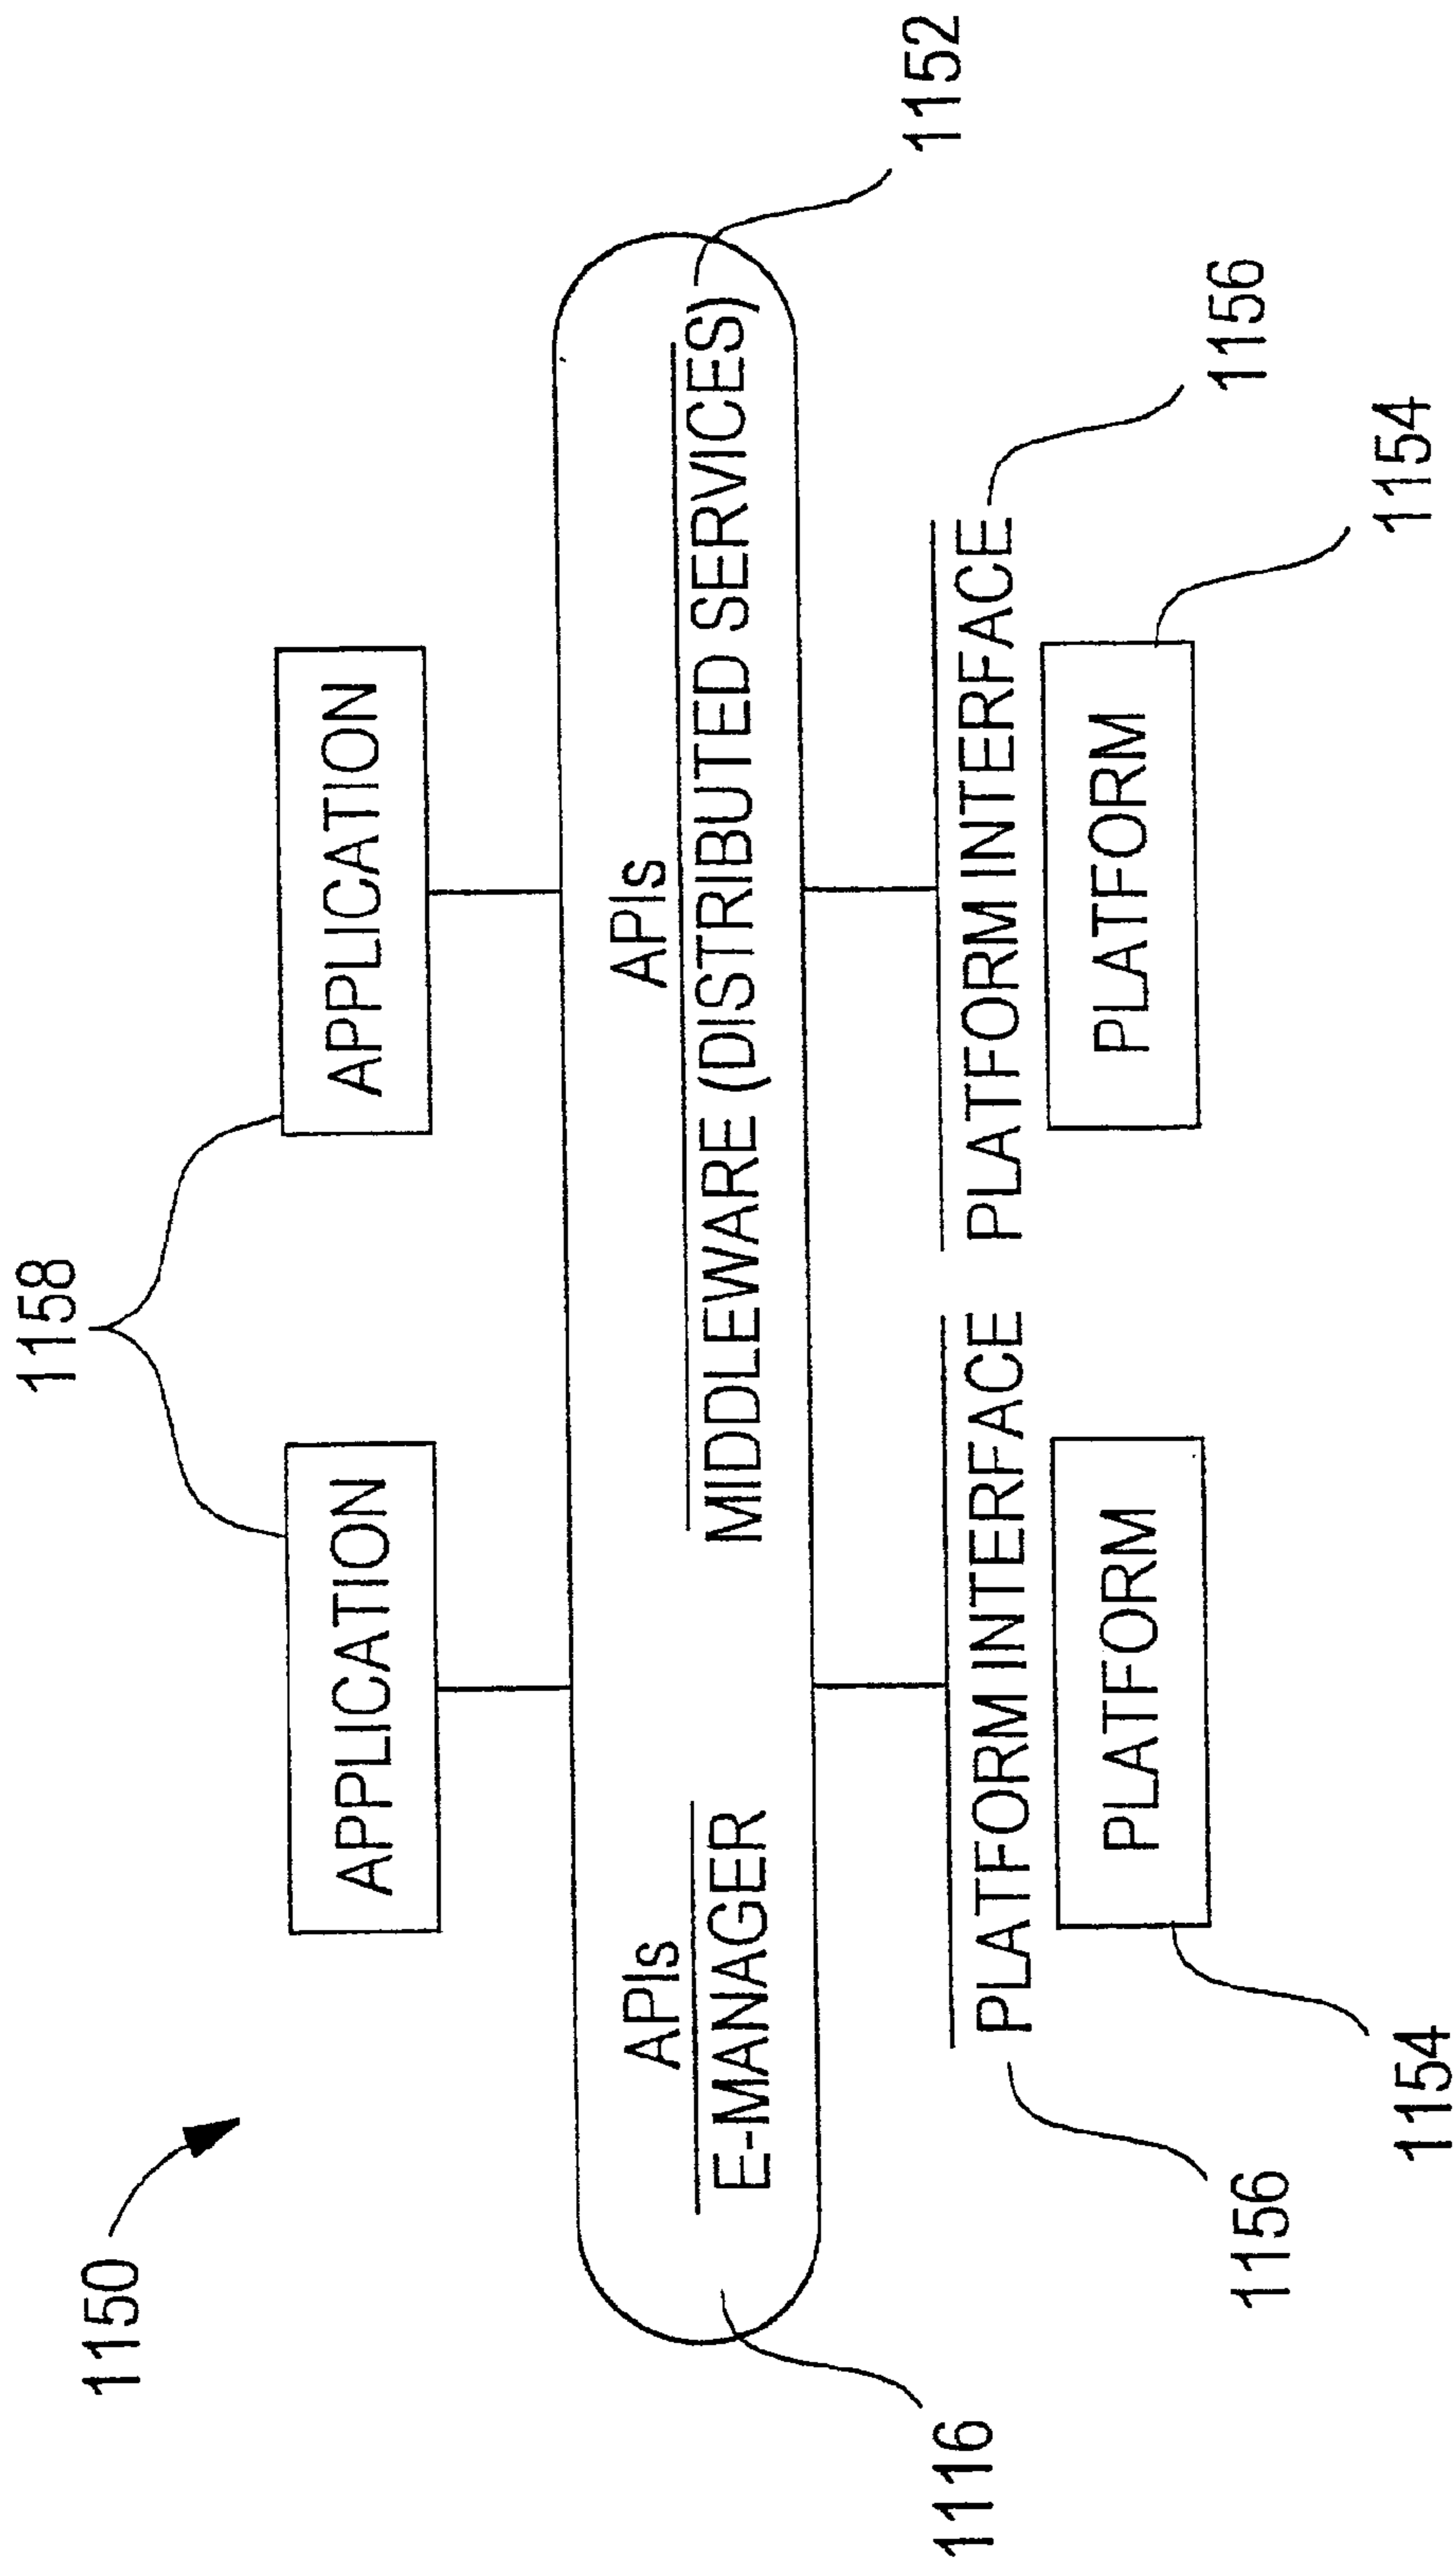 1150
1158
APPLICATION
APPLICATION
APIs
E-MANAGER
APIs
MIDDLEWARE (DISTRIBUTED SERVICES)
1116
1152
PLATFORM INTERFACE
PLATFORM INTERFACE
1156
1156
PLATFORM
PLATFORM
1154
1154